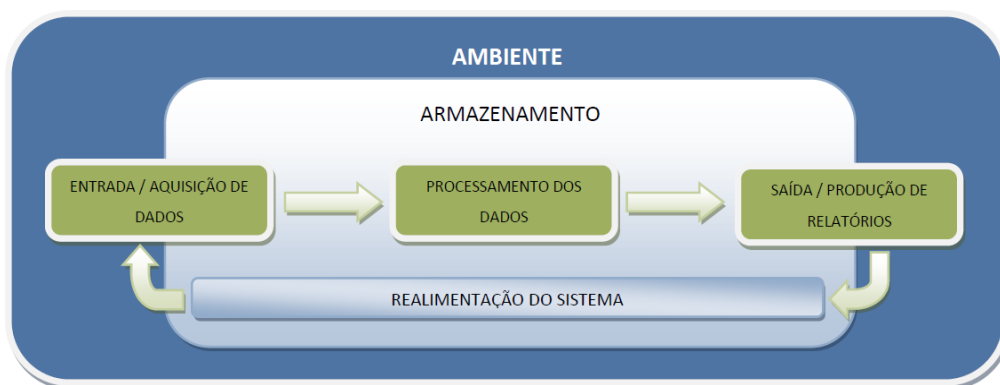 AMBIENTE
ARMAZENAMENTO
ENTRADA / AQUISIÇÃO DE
DADOS
PROCESSAMENTO DOS
DADOS
SAÍDA / PRODUÇÃO DE
RELATÓRIOS
REALIMENTAÇÃO DO SISTEMA